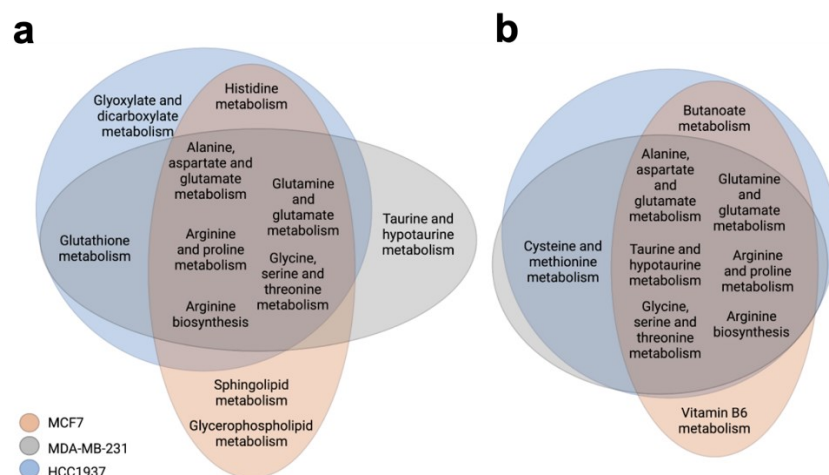 a
Glyoxylate and
dicarboxylate
metabolism
Histidine
metabolism
Alanine,
aspartate and
glutamate
metabolism
Glutamine
and
glutamate
metabolism
Glutathione
metabolism
Arginine
and proline
metabolism
Glycine,
serine and
threonine
metabolism
Arginine
biosynthesis
Taurine and
hypotaurine
metabolism
Sphingolipid
metabolism
Glycerophospholipid
metabolism
MCF7
MDA-MB-231
HCC1937
b
Butanoate
metabolism
Alanine,
aspartate
and
glutamate
metabolism
Glutamine
and
glutamate
metabolism
Cysteine and
methionine
metabolism
Taurine and
hypotaurine
metabolism
Arginine
and proline
metabolism
Glycine,
serine and
threonine
metabolism
Arginine
biosynthesis
Vitamin B6
metabolism